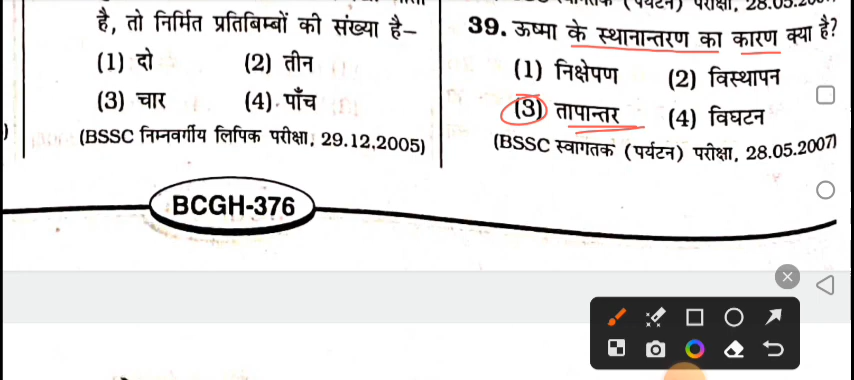 है, तो निर्मित प्रतिबिम्बों की संख्या है–
(1) दो (2) तीन
(3) चार (4) पाँच
(BSSC निम्नवर्गीय लिपिक परीक्षा, 29.12.2005)
39. ऊष्मा के स्थानान्तरण का कारण क्या है?
(1) निक्षेपण (2) विस्थापन
(3) तापान्तर (4) विघटन
(BSSC स्वागतक (पर्यटन) परीक्षा, 28.05.2007)
BCGH-376